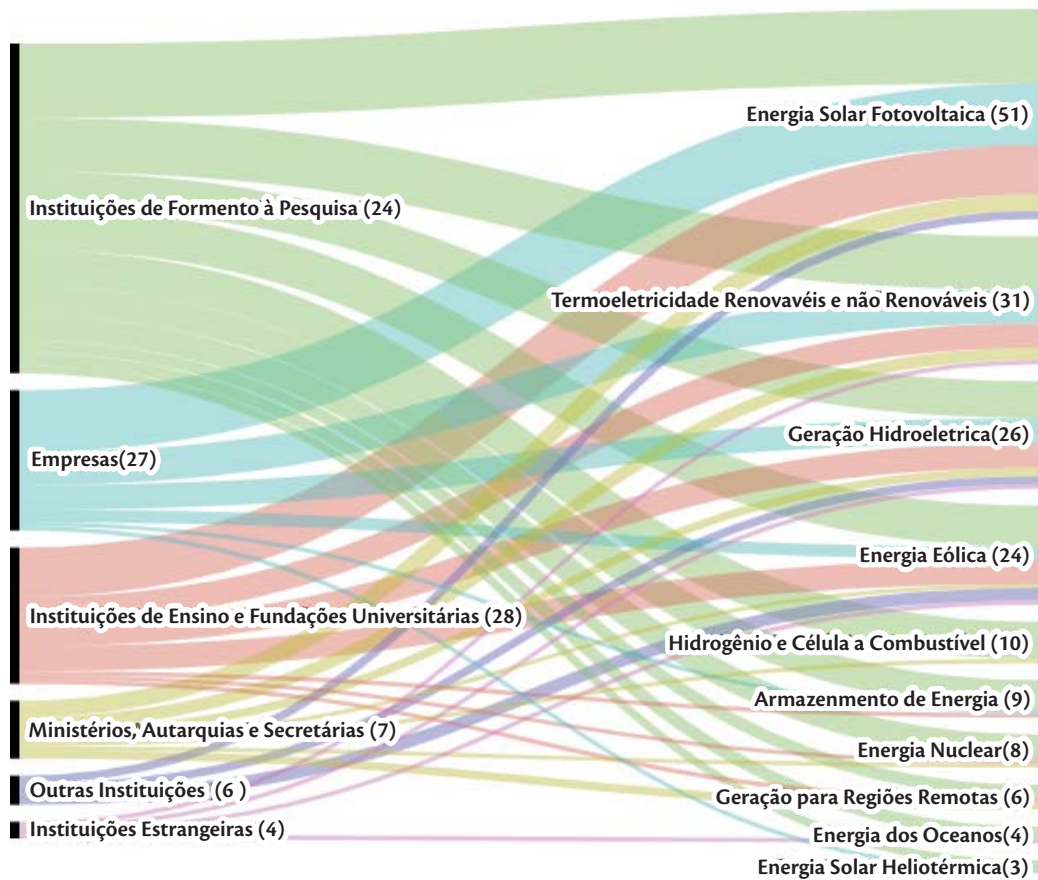 Instituições de Formento à Pesquisa (24)
Empresas(27)
Instituições de Ensino e Fundações Universitárias (28)
Ministérios, Autarquias e Secretárias (7)
Outras Instituições (6 )
Instituições Estrangeiras (4)
Energia Solar Fotovoltaica (51)
Termoeletricidade Renovavéis e não Renováveis (31)
Geração Hidroeletrica(26)
Energia Eólica (24)
Hidrogênio e Célula a Combustível (10)
Armazenmento de Energia (9)
Energia Nuclear(8)
Geração para Regiões Remotas (6)
Energia dos Oceanos(4)
Energia Solar Heliotérmica(3)